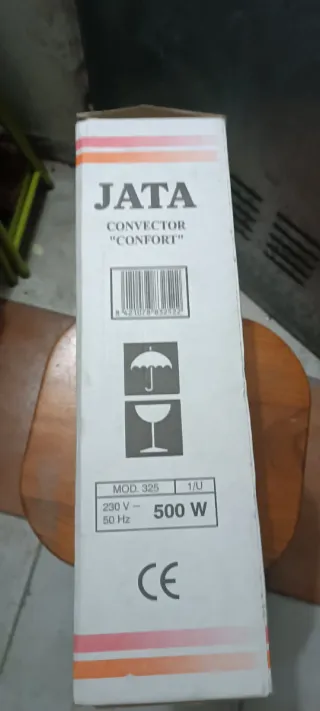 JATA
CONVECTOR
"CONFORT"
MOD. 325 1/U
230 V ~
50 Hz 500 W
CE